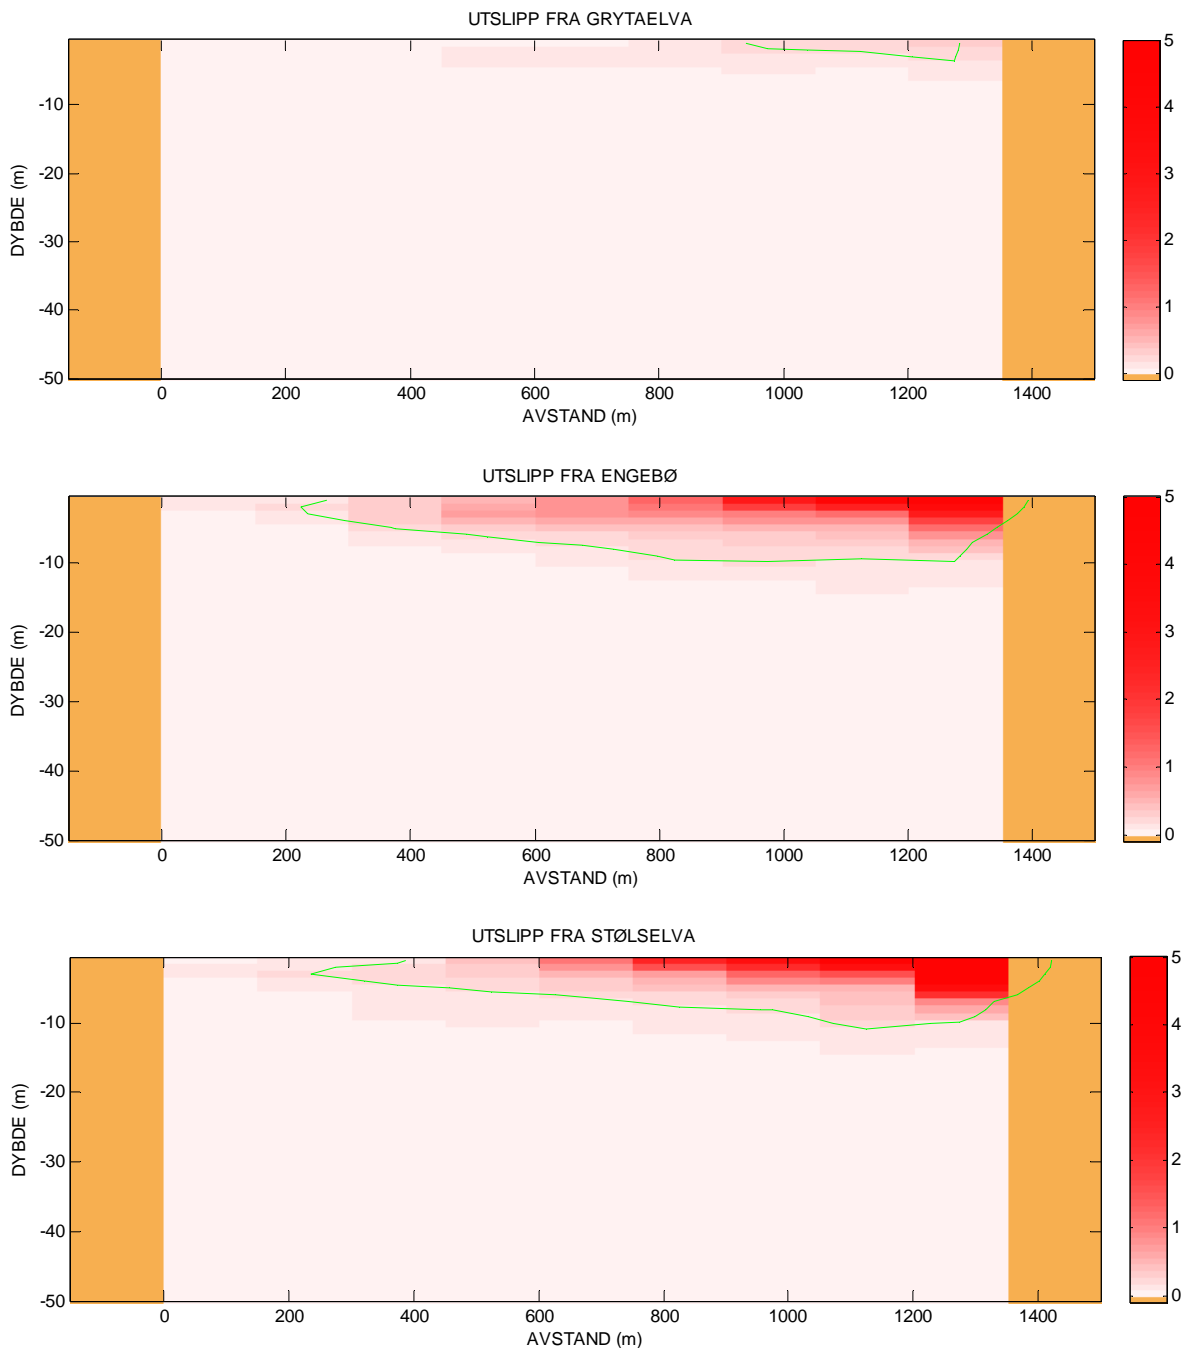 UTSLIPP FRA GRYTAELVA
-10
-20
-30
-40
-50
DYBDE (m)
0 200 400 600 800 1000 1200 1400
AVSTAND (m)
5
4
3
2
1
0
UTSLIPP FRA ENGEBØ
-10
-20
-30
-40
-50
DYBDE (m)
0 200 400 600 800 1000 1200 1400
AVSTAND (m)
5
4
3
2
1
0
UTSLIPP FRA STØLSELVA
-10
-20
-30
-40
-50
DYBDE (m)
0 200 400 600 800 1000 1200 1400
AVSTAND (m)
5
4
3
2
1
0